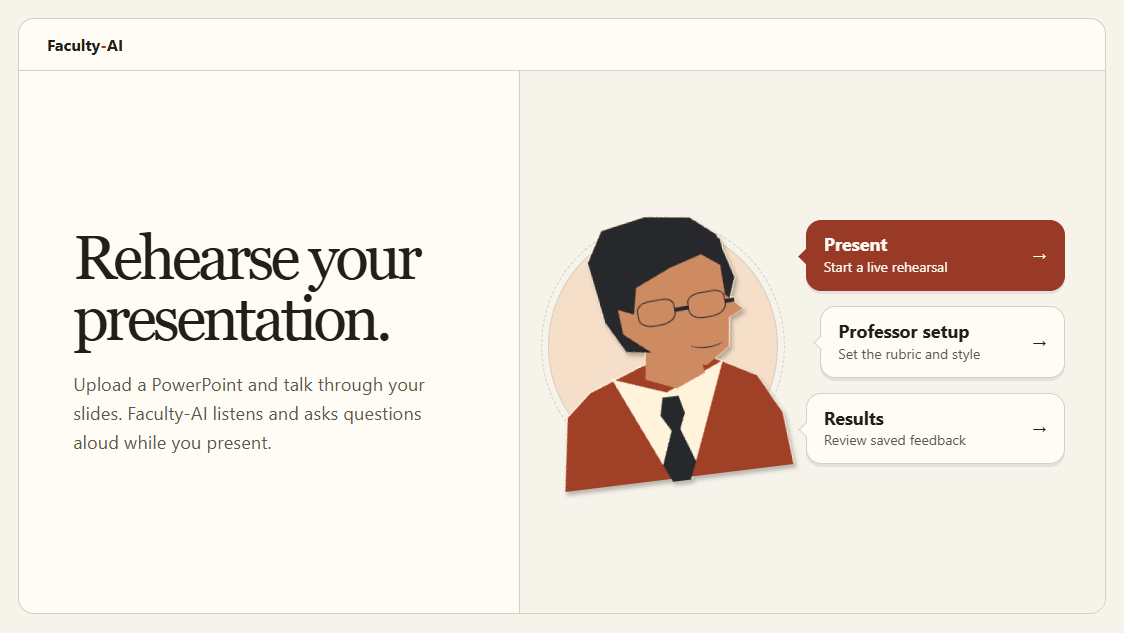 Faculty-AI
Rehearse your
presentation.
Upload a PowerPoint and talk through your
slides. Faculty-AI listens and asks questions
aloud while you present.
Present
Start a live rehearsal
→
Professor setup
Set the rubric and style
→
Results
Review saved feedback
→